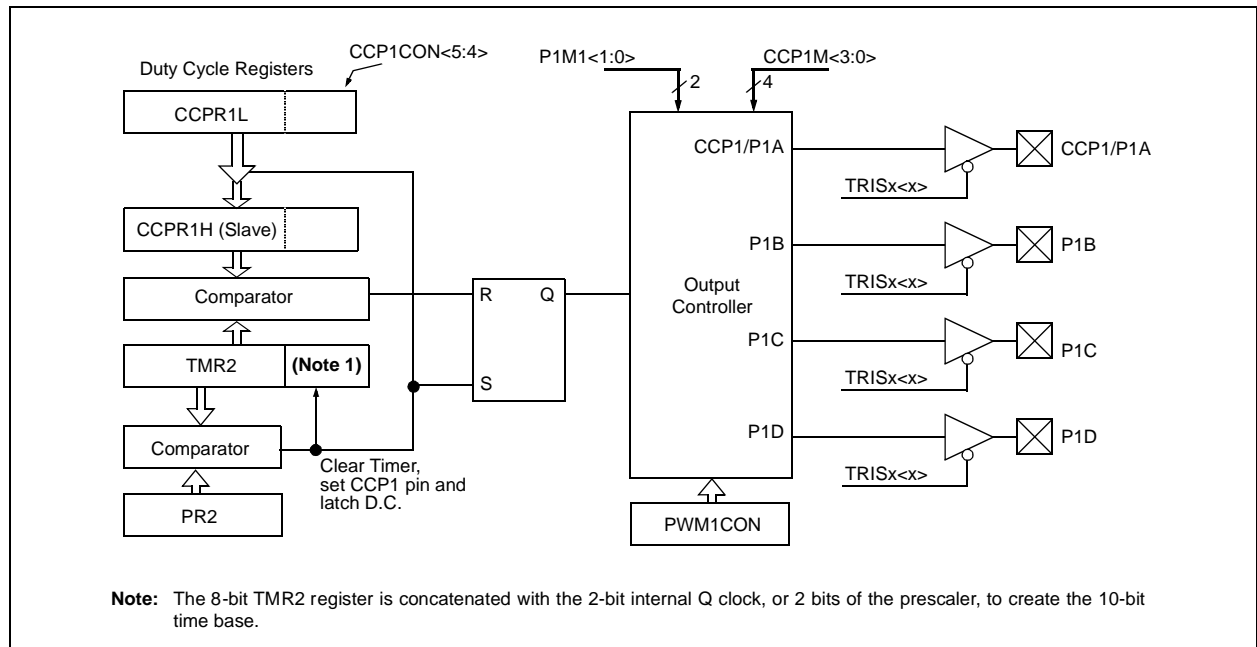 CCP1CON<5:4>
Duty Cycle Registers
CCPR1L
CCPR1H (Slave)
Comparator
TMR2
(Note 1)
Comparator
PR2
Clear Timer,
set CCP1 pin and
latch D.C.
R
Q
S
P1M1<1:0>
2
CCP1M<3:0>
4
Output
Controller
CCP1/P1A
P1B
P1C
P1D
PWM1CON
TRISx<x>
CCP1/P1A
TRISx<x>
P1B
TRISx<x>
P1C
TRISx<x>
P1D
Note: The 8-bit TMR2 register is concatenated with the 2-bit internal Q clock, or 2 bits of the prescaler, to create the 10-bit
time base.